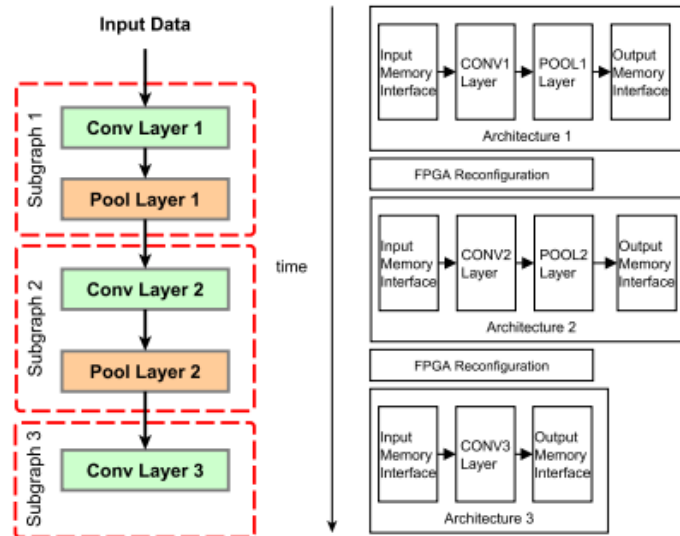 Input Data
Subgraph 1
Conv Layer 1
Pool Layer 1
Subgraph 2
Conv Layer 2
Pool Layer 2
Subgraph 3
Conv Layer 3
time
Input
Memory
Interface
CONV1
Layer
POOL1
Layer
Output
Memory
Interface
Architecture 1
FPGA Reconfiguration
Input
Memory
Interface
CONV2
Layer
POOL2
Layer
Output
Memory
Interface
Architecture 2
FPGA Reconfiguration
Input
Memory
Interface
CONV3
Layer
Output
Memory
Interface
Architecture 3